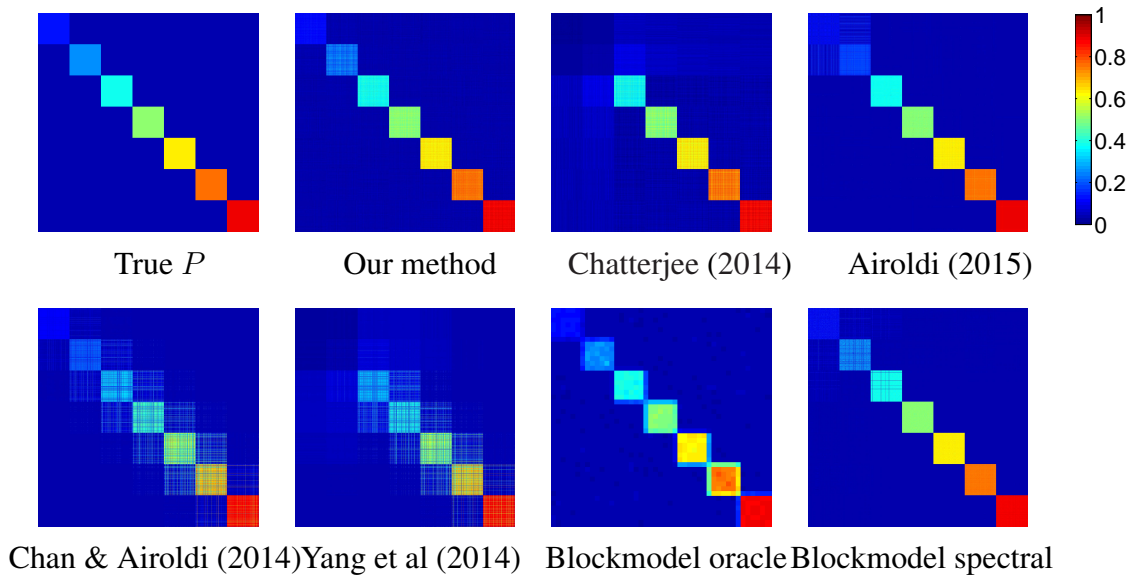 1
0.8
0.6
0.4
0.2
0
True P
Our method
Chatterjee (2014)
Airoldi (2015)
Chan & Airoldi (2014)
Yang et al (2014)
Blockmodel oracle
Blockmodel spectral